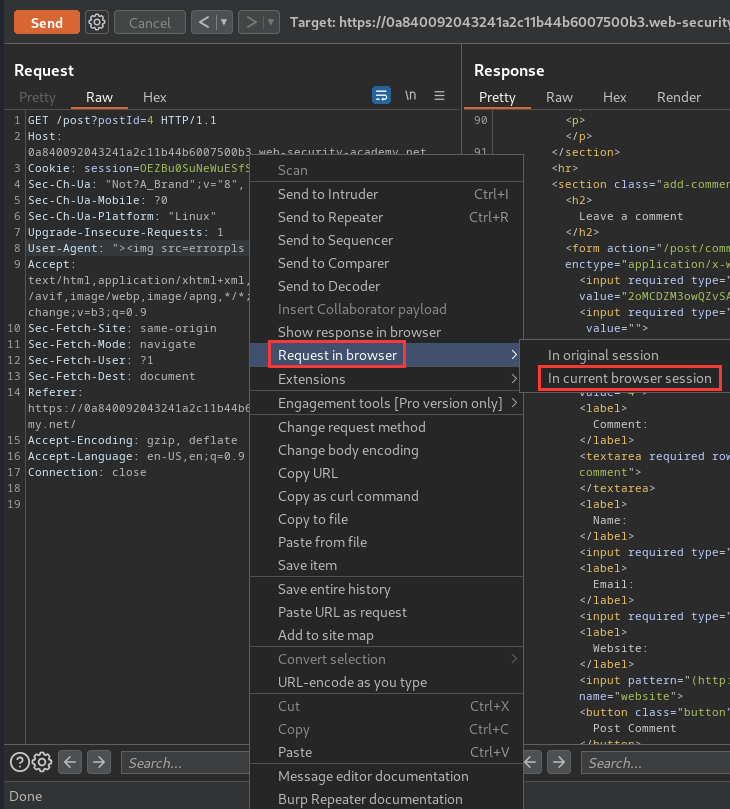 Send
Cancel
<
>
Target: https://0a840092043241a2c11b44b6007500b3.web-security
Request
Pretty
Raw
Hex
\n
1 GET /post?postId=4 HTTP/1.1
2 Host:
0a840092043241a2c11b44b6007500b3.web-security-academy.net
3 Cookie: session=OEZBu0SuNeWuESfS
4 Sec-Ch-Ua: "Not?A_Brand";v="8",
5 Sec-Ch-Ua-Mobile: ?0
6 Sec-Ch-Ua-Platform: "Linux"
7 Upgrade-Insecure-Requests: 1
8 User-Agent: "><img src=errorpls
9 Accept:
text/html,application/xhtml+xml,
/avif,image/webp,image/apng,*/*;
change;v=b3;q=0.9
10 Sec-Fetch-Site: same-origin
11 Sec-Fetch-Mode: navigate
12 Sec-Fetch-User: ?1
13 Sec-Fetch-Dest: document
14 Referer:
https://0a840092043241a2c11b44b6
my.net/
15 Accept-Encoding: gzip, deflate
16 Accept-Language: en-US,en;q=0.9
17 Connection: close
18
19
Scan
Send to Intruder Ctrl+I
Send to Repeater Ctrl+R
Send to Sequencer
Send to Comparer
Send to Decoder
Insert Collaborator payload
Show response in browser
Request in browser >
Extensions >
Engagement tools [Pro version only] >
Change request method
Change body encoding
Copy URL
Copy as curl command
Copy to file
Paste from file
Save item
Save entire history
Paste URL as request
Add to site map
Convert selection >
URL-encode as you type
Cut Ctrl+X
Copy Ctrl+C
Paste Ctrl+V
Message editor documentation
Burp Repeater documentation
In original session
In current browser session
Response
Pretty
Raw
Hex
Render
90 <p>
</p>
91 </section>
<hr>
<section class="add-commen
<h2>
Leave a comment
</h2>
<form action="/post/comm
enctype="application/x-w
<input required type="
value="2oMCDZM3owQZvSA
<input required type="
value="">
value="4">
<label>
Comment:
</label>
<textarea required row
comment">
</textarea>
<label>
Name:
</label>
<input required type="
<label>
Email:
</label>
<input required type="
<label>
Website:
</label>
<input pattern="(http:
name="website">
<button class="button"
Post Comment
</button>
?
Search...
Search...
Done